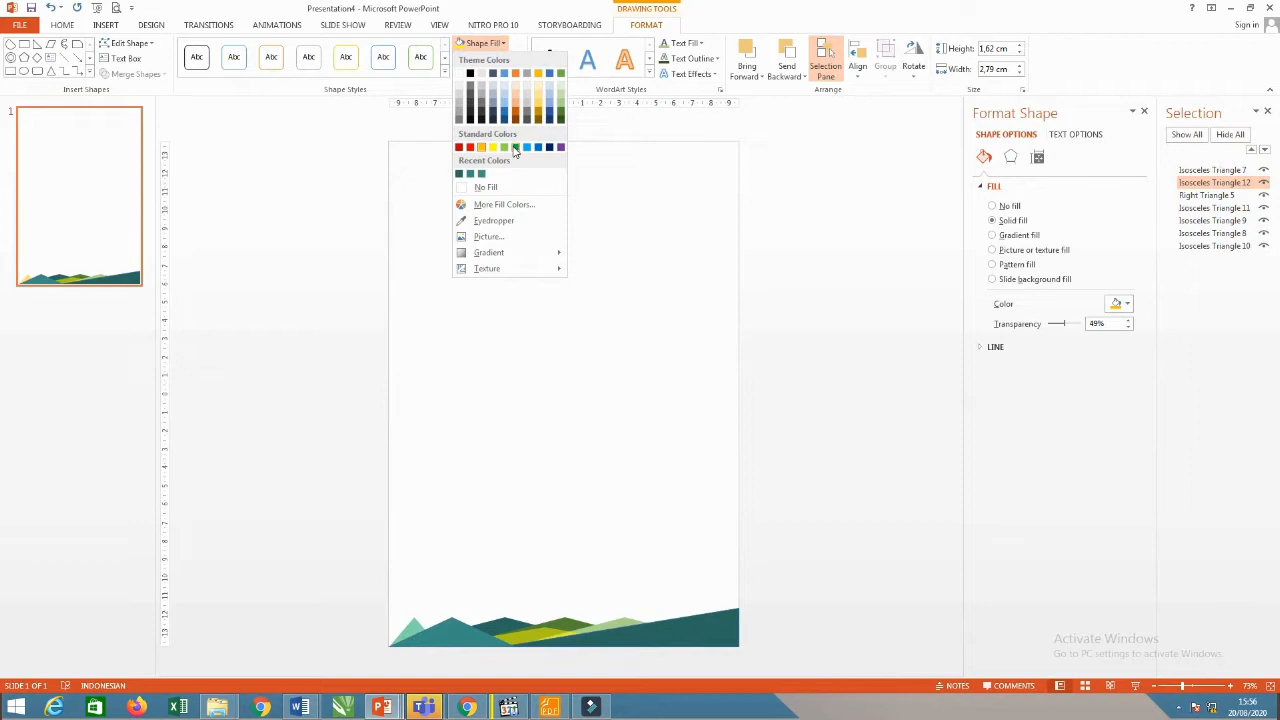 Presentation4 - Microsoft PowerPoint
DRAWING TOOLS
Sign in
FILE HOME INSERT DESIGN TRANSITIONS ANIMATIONS SLIDE SHOW REVIEW VIEW NITRO PRO 10 STORYBOARDING FORMAT
Edit Shape
Text Box
Merge Shapes
Insert Shapes
Abc Abc Abc Abc Abc Abc Abc
Shape Styles
Shape Fill
Theme Colors
Standard Colors
Recent Colors
No Fill
More Fill Colors...
Eyedropper
Picture...
Gradient
Texture
A A
Text Fill
Text Outline
Text Effects
WordArt Styles
Bring Forward
Send Backward
Selection Pane
Align
Group
Rotate
Arrange
Height: 1,62 cm
Width: 2,79 cm
Size
1
Format Shape
SHAPE OPTIONS TEXT OPTIONS
FILL
No fill
Solid fill
Gradient fill
Picture or texture fill
Pattern fill
Slide background fill
Color
Transparency 49%
LINE
Selection
Show All Hide All
Isosceles Triangle 7
Isosceles Triangle 12
Right Triangle 5
Isosceles Triangle 11
Isosceles Triangle 9
Isosceles Triangle 8
Isosceles Triangle 10
Activate Windows
Go to PC settings to activate Windows.
SLIDE 1 OF 1 INDONESIAN NOTES COMMENTS 73%
15:56
20/08/2020